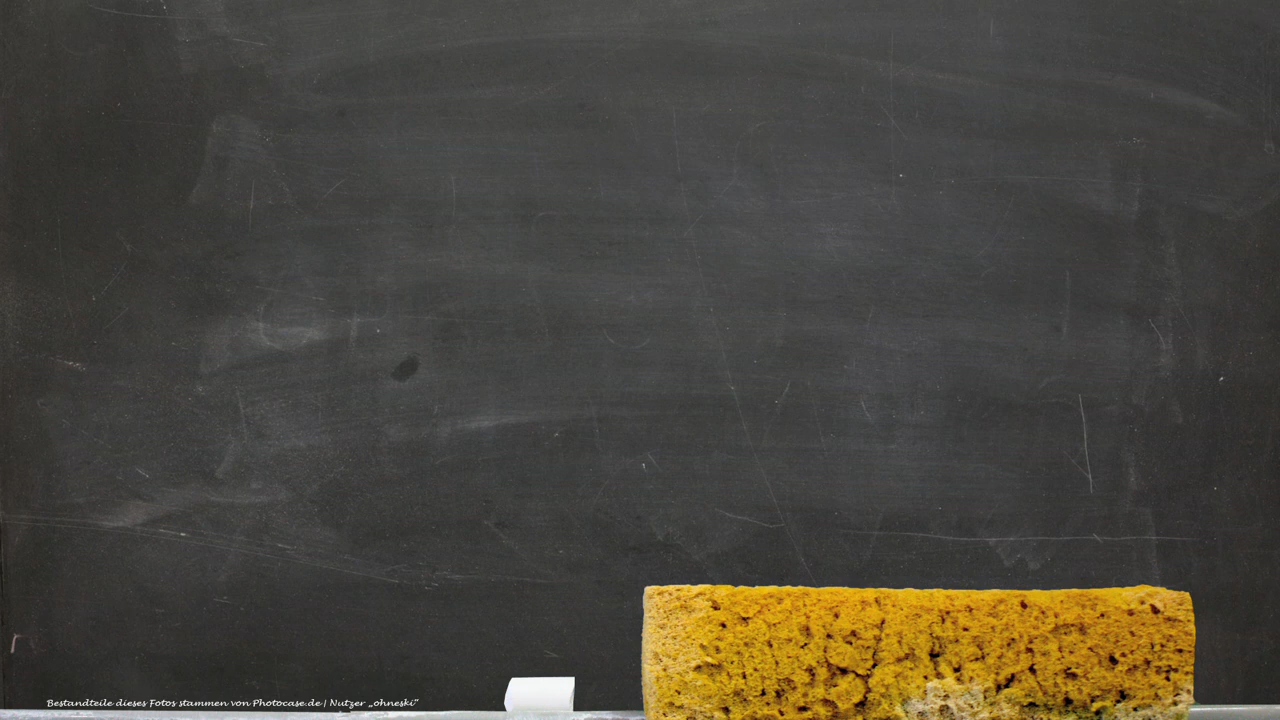 Bestandteile dieses Fotos stammen von Photocase.de | Nutzer „ohneski“